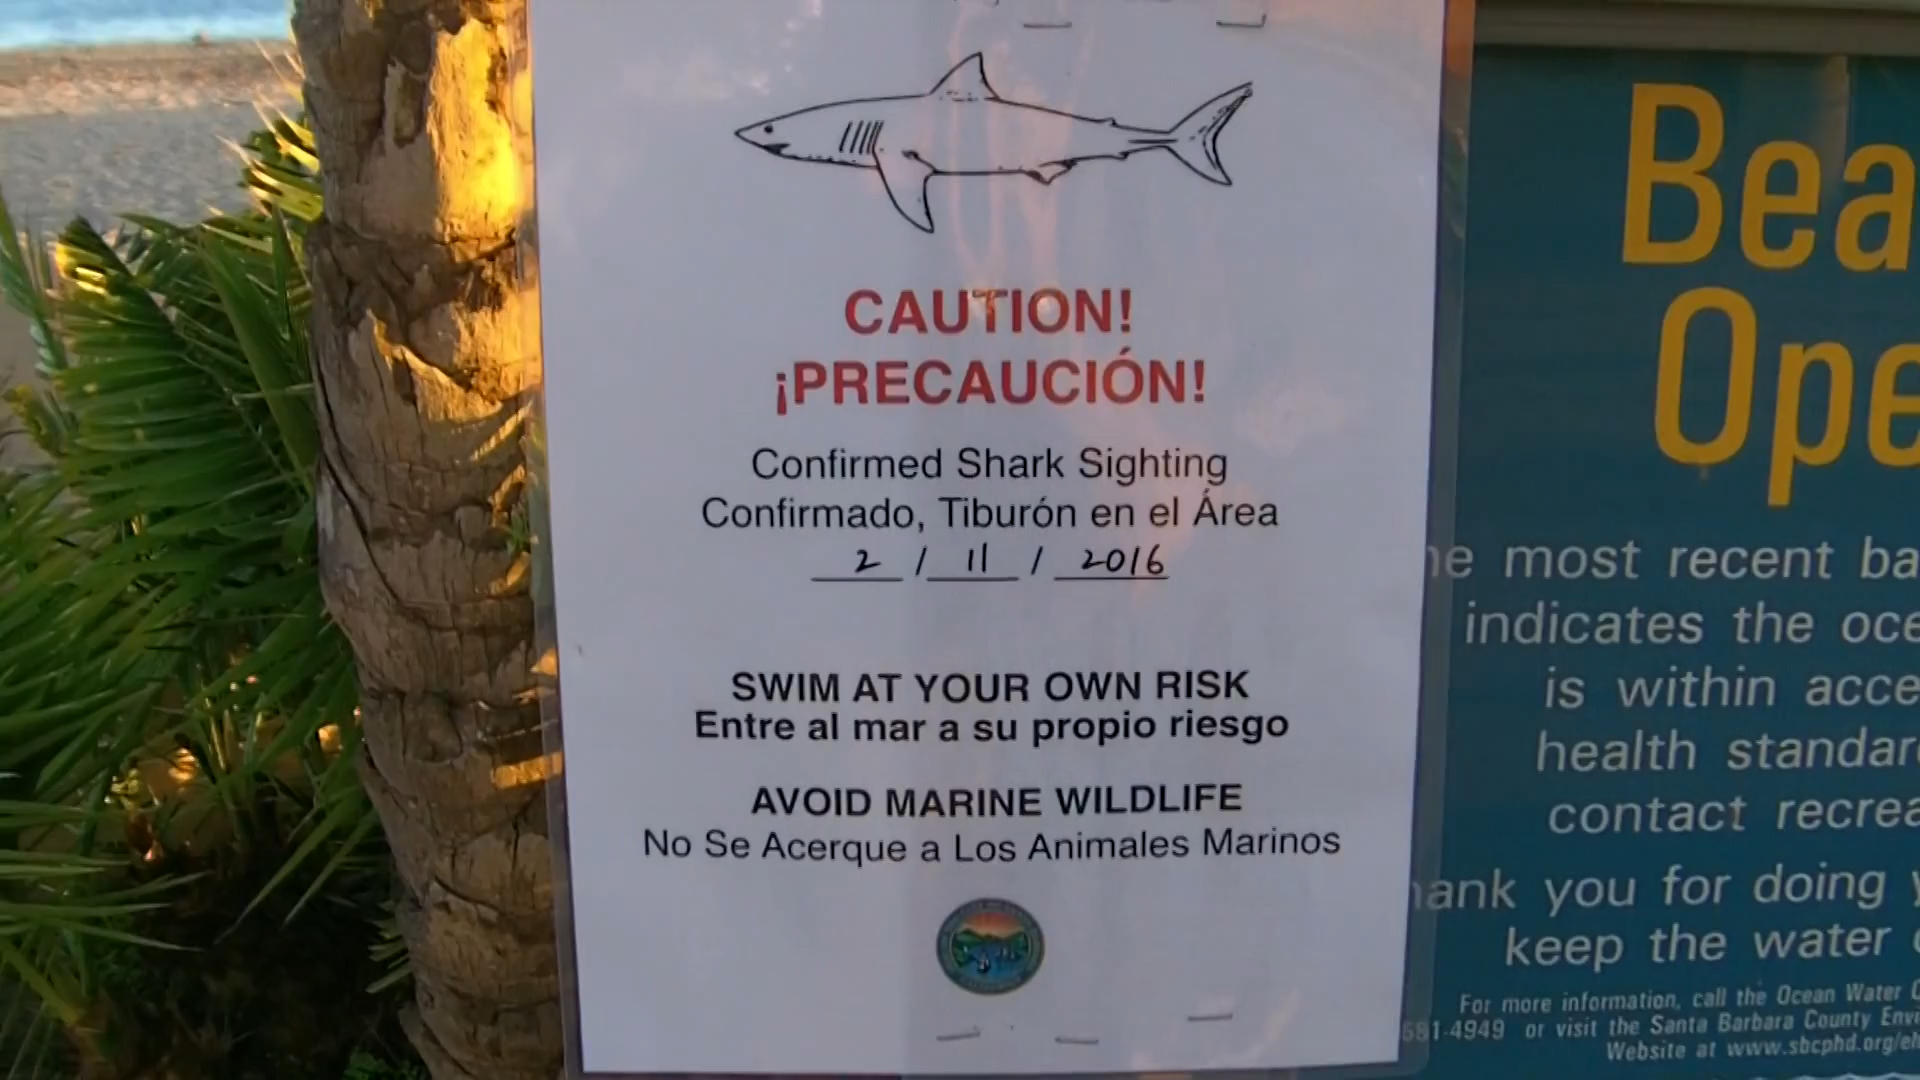 CAUTION!
¡PRECAUCIÓN!
Confirmed Shark Sighting
Confirmado, Tiburón en el Área
2 / 11 / 2016
SWIM AT YOUR OWN RISK
Entre al mar a su propio riesgo
AVOID MARINE WILDLIFE
No Se Acerque a Los Animales Marinos
Bea
Ope
he most recent ba
indicates the oce
is within acce
health standar
contact recrea
hank you for doing y
keep the water
For more information, call the Ocean Water
681-4949 or visit the Santa Barbara County Envi
Website at www.sbcphd.org/eh